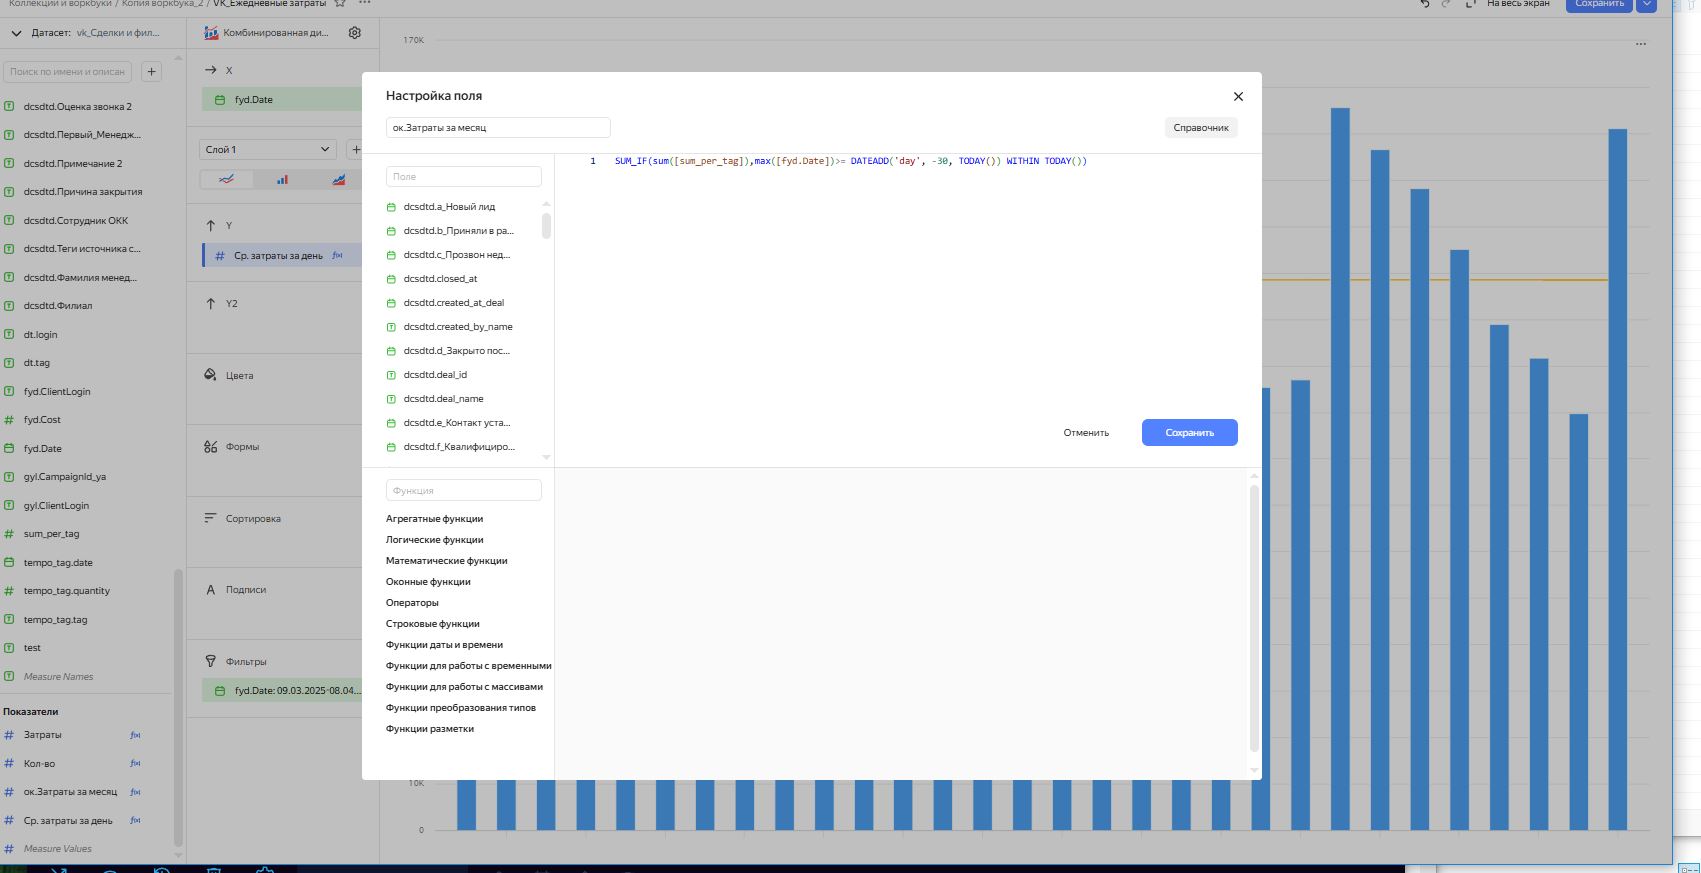 Коллекции и воркбуки / Копия воркбука_2 / VK_Ежедневные затраты
На весь экран
Сохранить
Датасет: vk_Сделки и фил...
Поиск по имени и описан
dcsdtd.Оценка звонка 2
dcsdtd.Первый_Менедж...
dcsdtd.Примечание 2
dcsdtd.Причина закрытия
dcsdtd.Сотрудник ОКК
dcsdtd.Теги источника с...
dcsdtd.Фамилия менед...
dcsdtd.Филиал
dt.login
dt.tag
fyd.ClientLogin
fyd.Cost
fyd.Date
gyl.CampaignId_ya
gyl.ClientLogin
sum_per_tag
tempo_tag.date
tempo_tag.quantity
tempo_tag.tag
test
Measure Names
Показатели
Затраты
Кол-во
ок.Затраты за месяц
Ср. затраты за день
Measure Values
Комбинированная ди...
X
fyd.Date
Слой 1
Y
Ср. затраты за день
Y2
Цвета
Формы
Сортировка
Подписи
Фильтры
fyd.Date: 09.03.2025-08.04...
170K
10K
0
Настройка поля
ок.Затраты за месяц
Справочник
Поле
dcsdtd.a_Новый лид
dcsdtd.b_Приняли в ра...
dcsdtd.c_Прозвон нед...
dcsdtd.closed_at
dcsdtd.created_at_deal
dcsdtd.created_by_name
dcsdtd.d_Закрыто пос...
dcsdtd.deal_id
dcsdtd.deal_name
dcsdtd.e_Контакт уста...
dcsdtd.f_Квалифициро...
1 SUM_IF(sum([sum_per_tag]),max([fyd.Date])>= DATEADD('day', -30, TODAY()) WITHIN TODAY())
Отменить
Сохранить
Функция
Агрегатные функции
Логические функции
Математические функции
Оконные функции
Операторы
Строковые функции
Функции даты и времени
Функции для работы с временными
Функции для работы с массивами
Функции преобразования типов
Функции разметки